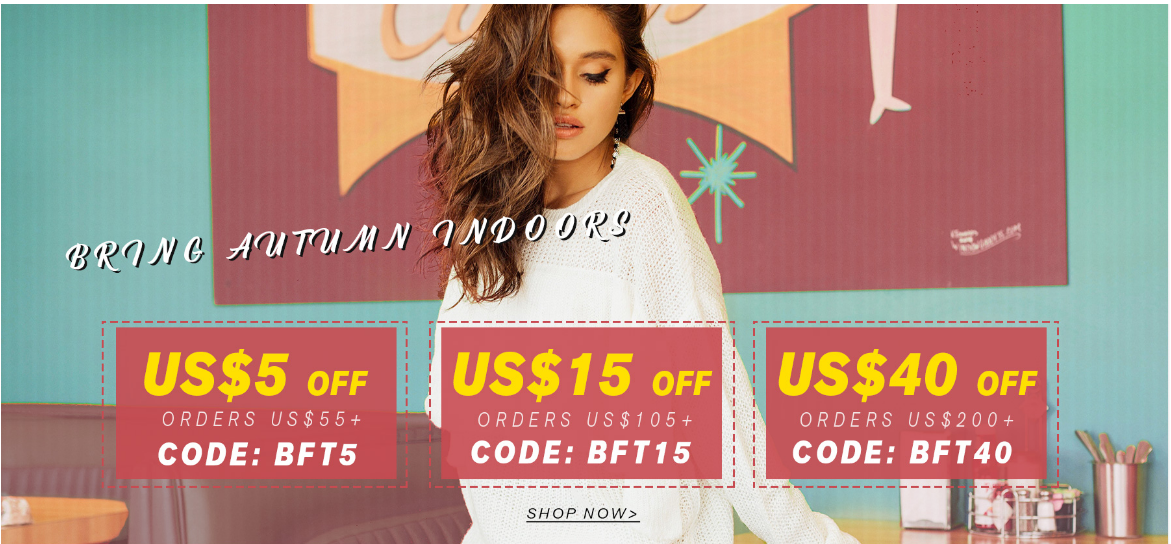 BRING AUTUMN INDOORS
US$5 OFF
ORDERS US$55+
CODE: BFT5
US$15 OFF
ORDERS US$105+
CODE: BFT15
US$40 OFF
ORDERS US$200+
CODE: BFT40
SHOP NOW>